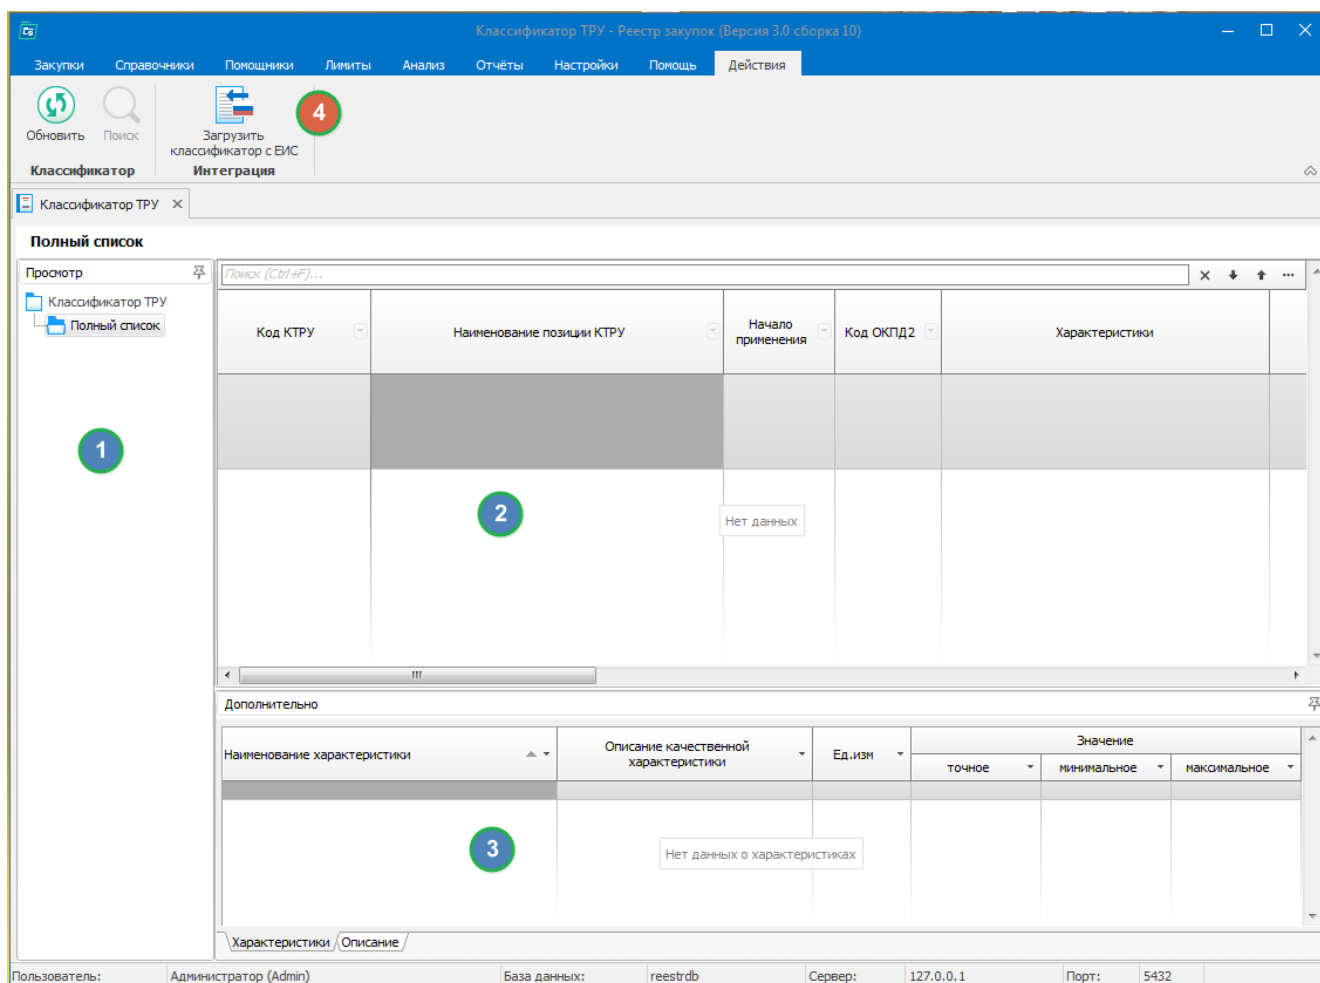 Классификатор ТРУ - Реестр закупок (Версия 3.0 сборка 10)
Закупки Справочники Помощники Лимиты Анализ Отчёты Настройки Помощь Действия
4
Обновить Поиск Загрузить
классификатор с ЕИС
Классификатор Интеграция
Классификатор ТРУ
Полный список
Просмотр
Классификатор ТРУ
Полный список
1
Поиск (Ctrl+F)...
Код КТРУ Наименование позиции КТРУ Начало
применения Код ОКПД2 Характеристики
2
Нет данных
Дополнительно
Наименование характеристики Описание качественной
характеристики Ед.изм Значение
точное минимальное максимальное
3
Нет данных о характеристиках
Характеристики Описание
Пользователь: Администратор (Admin) База данных: reestrdb Сервер: 127.0.0.1 Порт: 5432